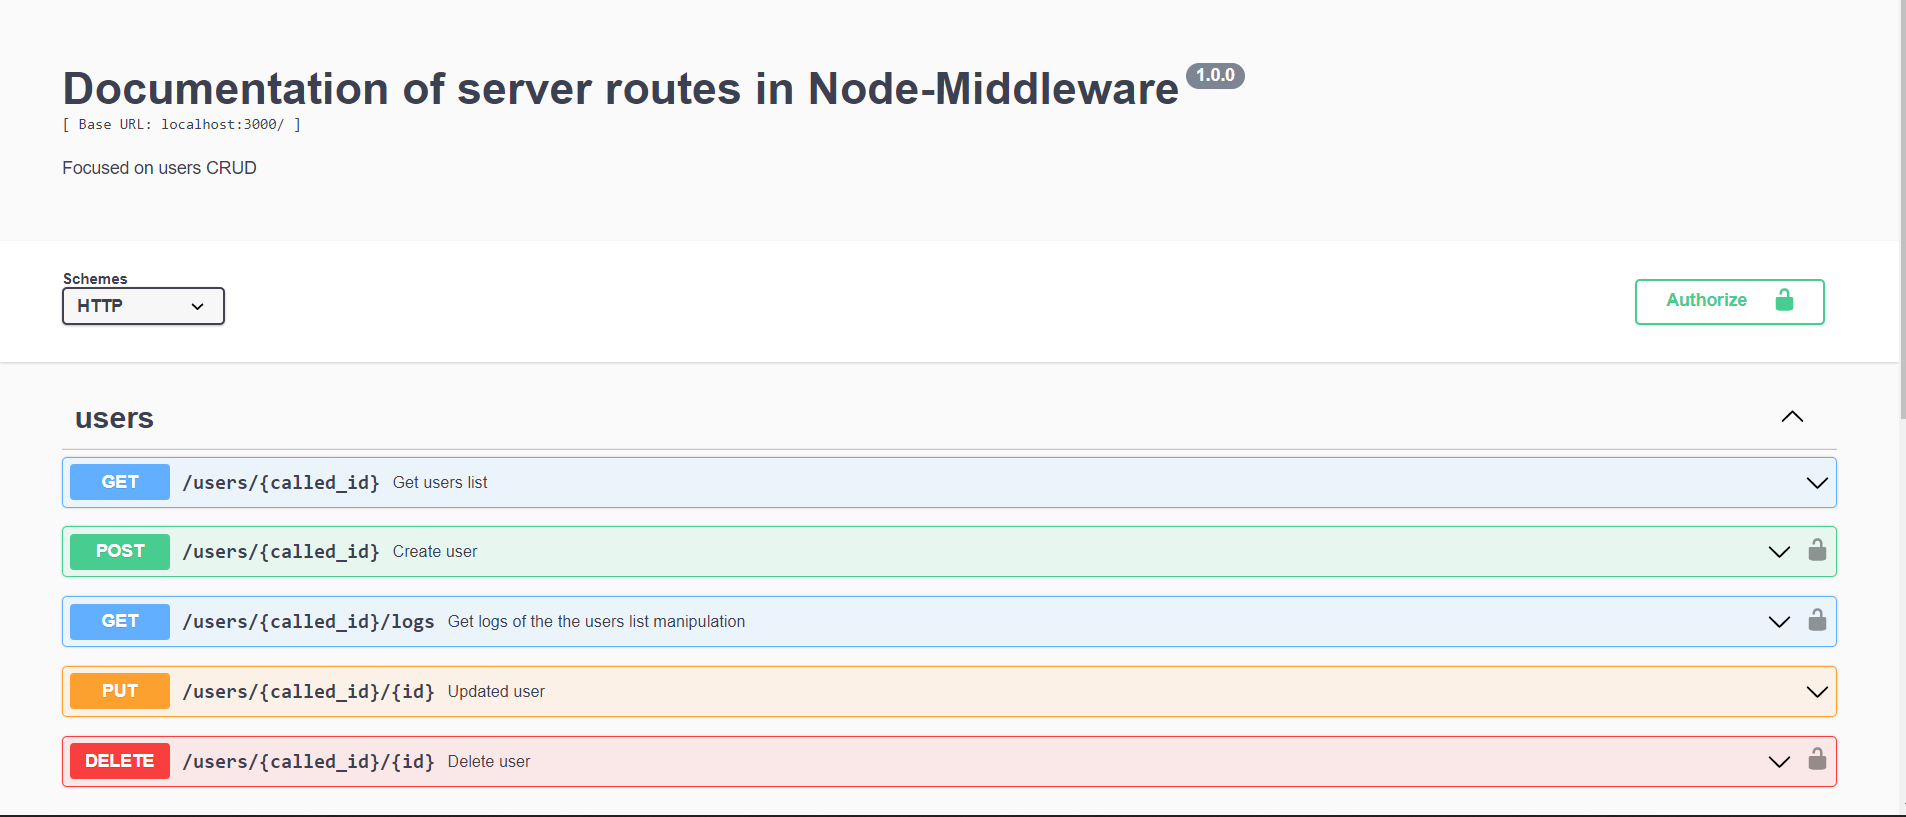 Documentation of server routes in Node-Middleware 1.0.0
[ Base URL: localhost:3000/ ]
Focused on users CRUD
Schemes
HTTP
Authorize
users
GET /users/{called_id} Get users list
POST /users/{called_id} Create user
GET /users/{called_id}/logs Get logs of the the users list manipulation
PUT /users/{called_id}/{id} Updated user
DELETE /users/{called_id}/{id} Delete user